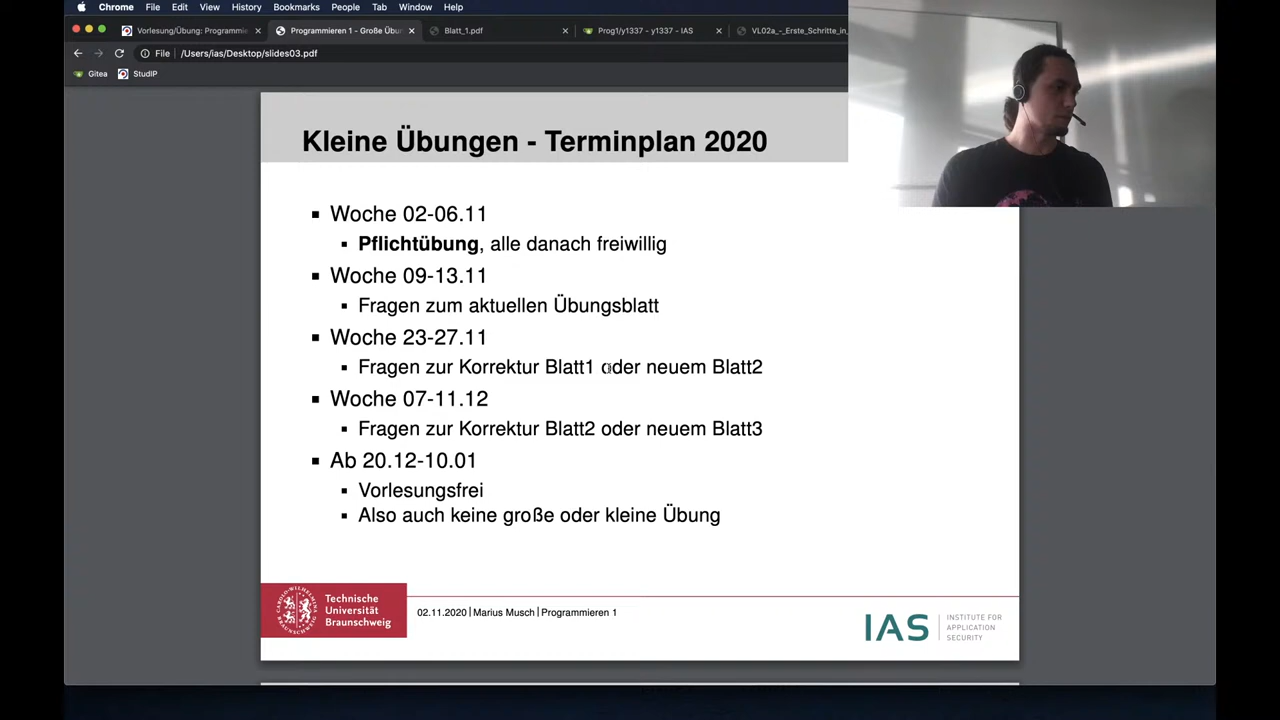 Chrome File Edit View History Bookmarks People Tab Window Help
Vorlesung/Übung: Programmie
Programmieren 1 - Große Übu
Blatt_1.pdf
Prog1/y1337 - y1337 - IAS
VL02a_-_Erste_Schritte_in_
File /Users/ias/Desktop/slides03.pdf
Gitea StudIP
Kleine Übungen - Terminplan 2020
Woche 02-06.11
Pflichtübung, alle danach freiwillig
Woche 09-13.11
Fragen zum aktuellen Übungsblatt
Woche 23-27.11
Fragen zur Korrektur Blatt1 oder neuem Blatt2
Woche 07-11.12
Fragen zur Korrektur Blatt2 oder neuem Blatt3
Ab 20.12-10.01
Vorlesungsfrei
Also auch keine große oder kleine Übung
Technische
Universität
Braunschweig
02.11.2020 | Marius Musch | Programmieren 1
IAS
INSTITUTE FOR
APPLICATION
SECURITY